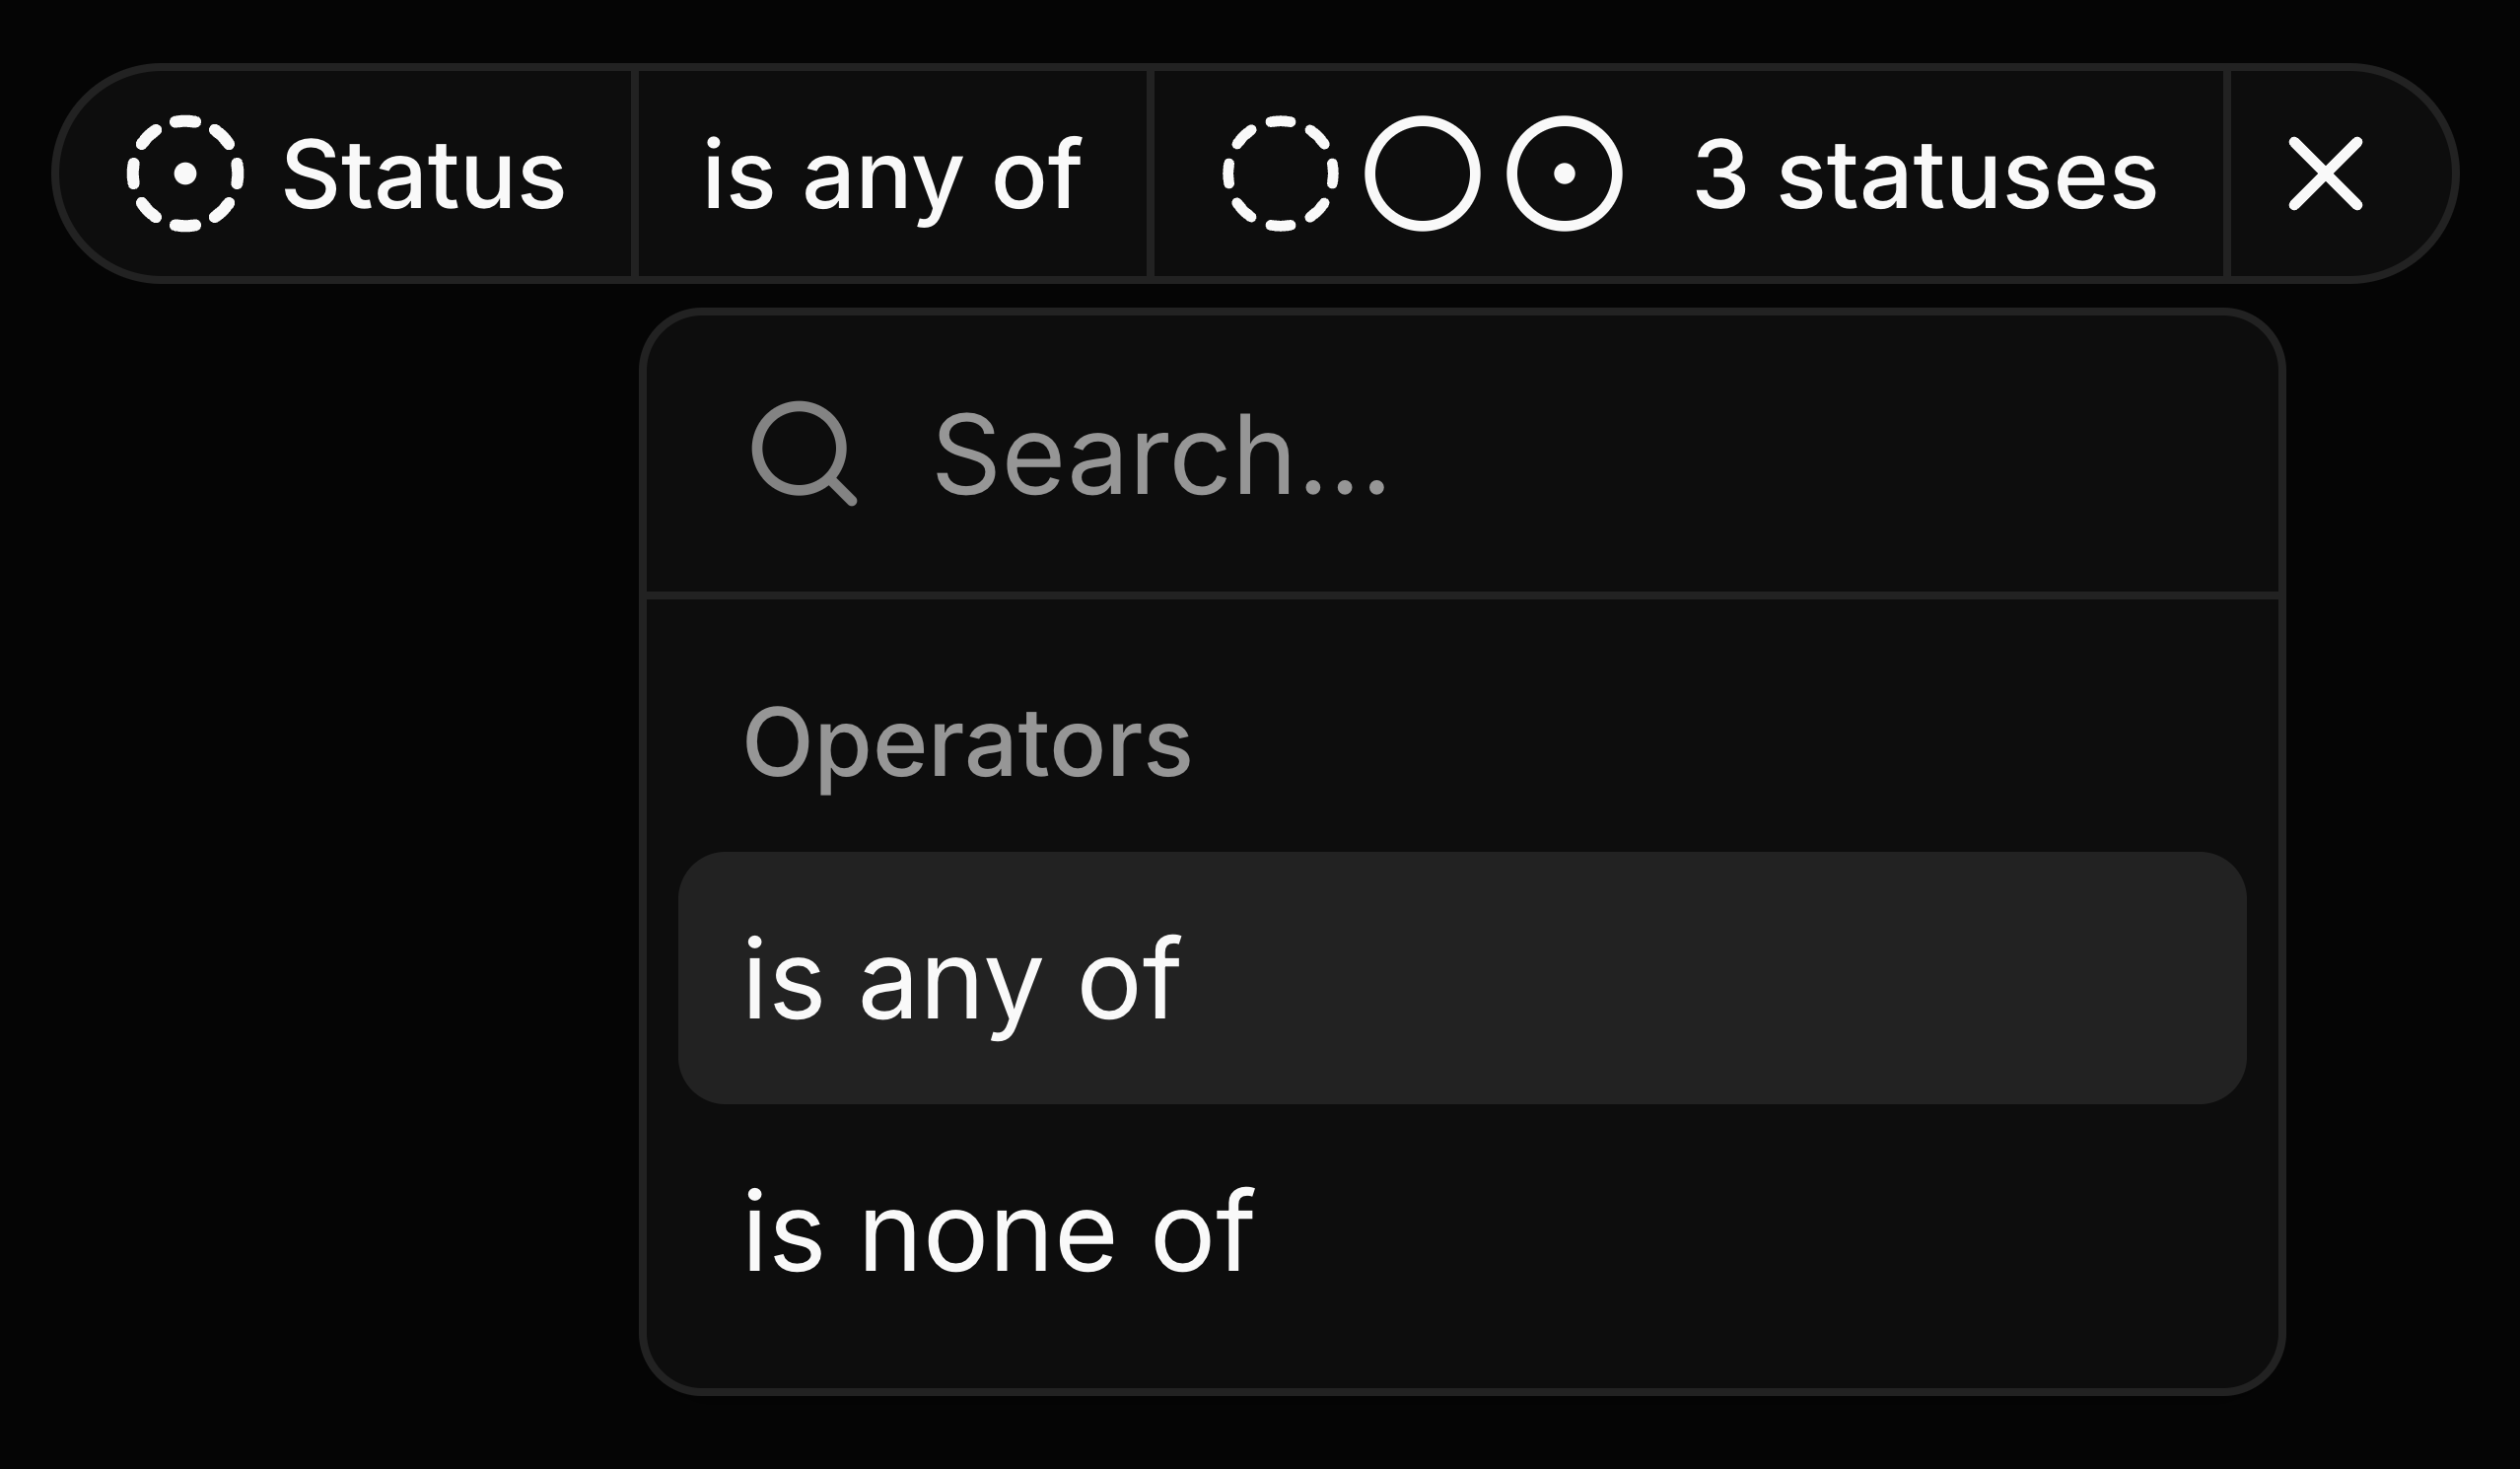 Status is any of 3 statuses
Search...
Operators
is any of
is none of